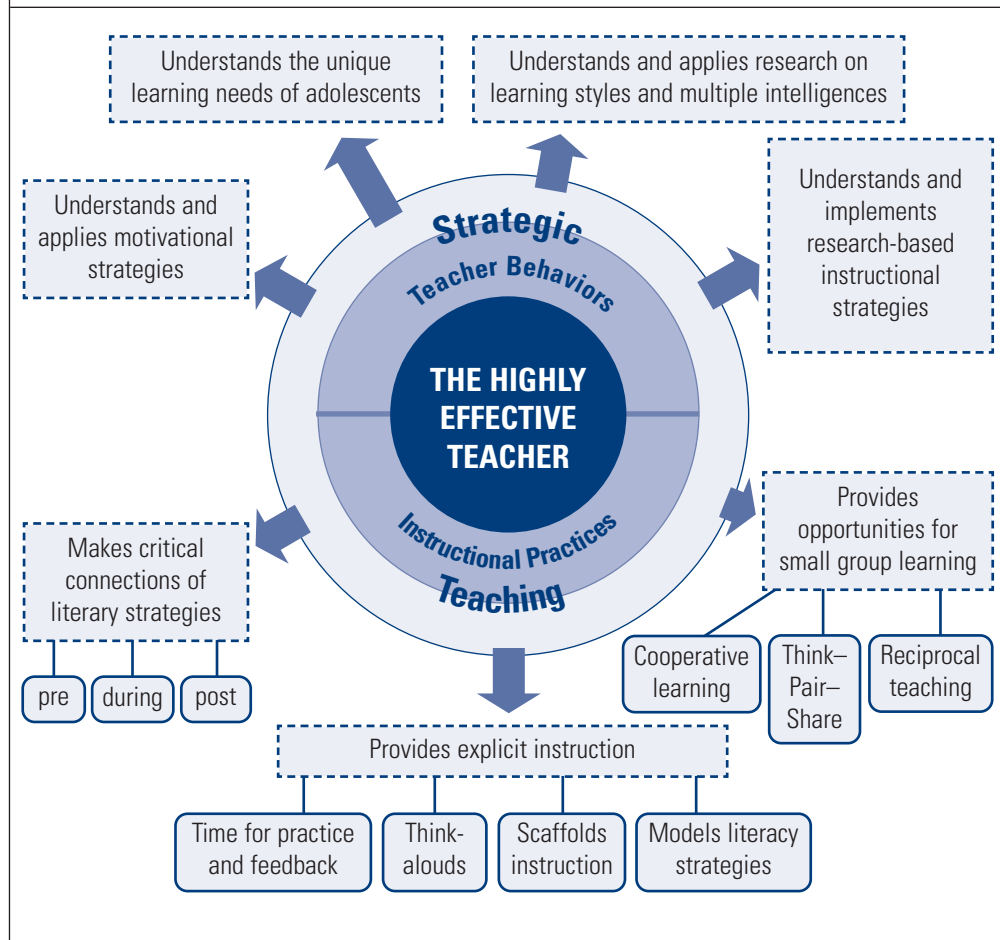 Understands the unique
learning needs of adolescents
Understands and applies research on
learning styles and multiple intelligences
Understands and
applies motivational
strategies
Understands and
implements
research-based
instructional
strategies
Strategic
Teacher Behaviors
THE HIGHLY
EFFECTIVE
TEACHER
Instructional Practices
Teaching
Makes critical
connections of
literary strategies
pre
during
post
Provides
opportunities for
small group learning
Cooperative
learning
Think–
Pair–
Share
Reciprocal
teaching
Provides explicit instruction
Time for practice
and feedback
Think-
alouds
Scaffolds
instruction
Models literacy
strategies